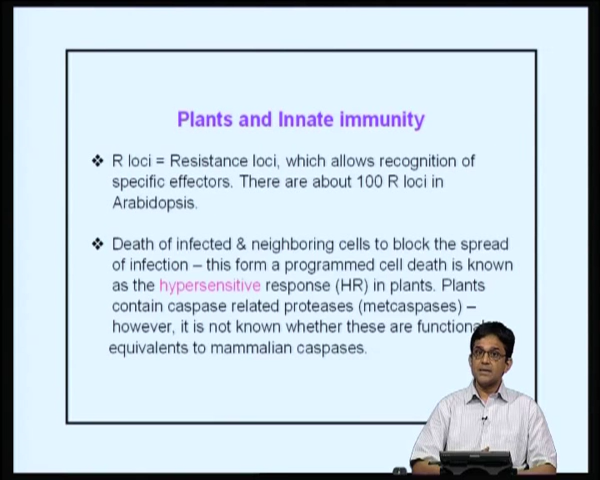 Plants and Innate immunity
❖ R loci = Resistance loci, which allows recognition of
specific effectors. There are about 100 R loci in
Arabidopsis.
❖ Death of infected & neighboring cells to block the spread
of infection – this form a programmed cell death is known
as the hypersensitive response (HR) in plants. Plants
contain caspase related proteases (metcaspases) –
however, it is not known whether these are functional
equivalents to mammalian caspases.